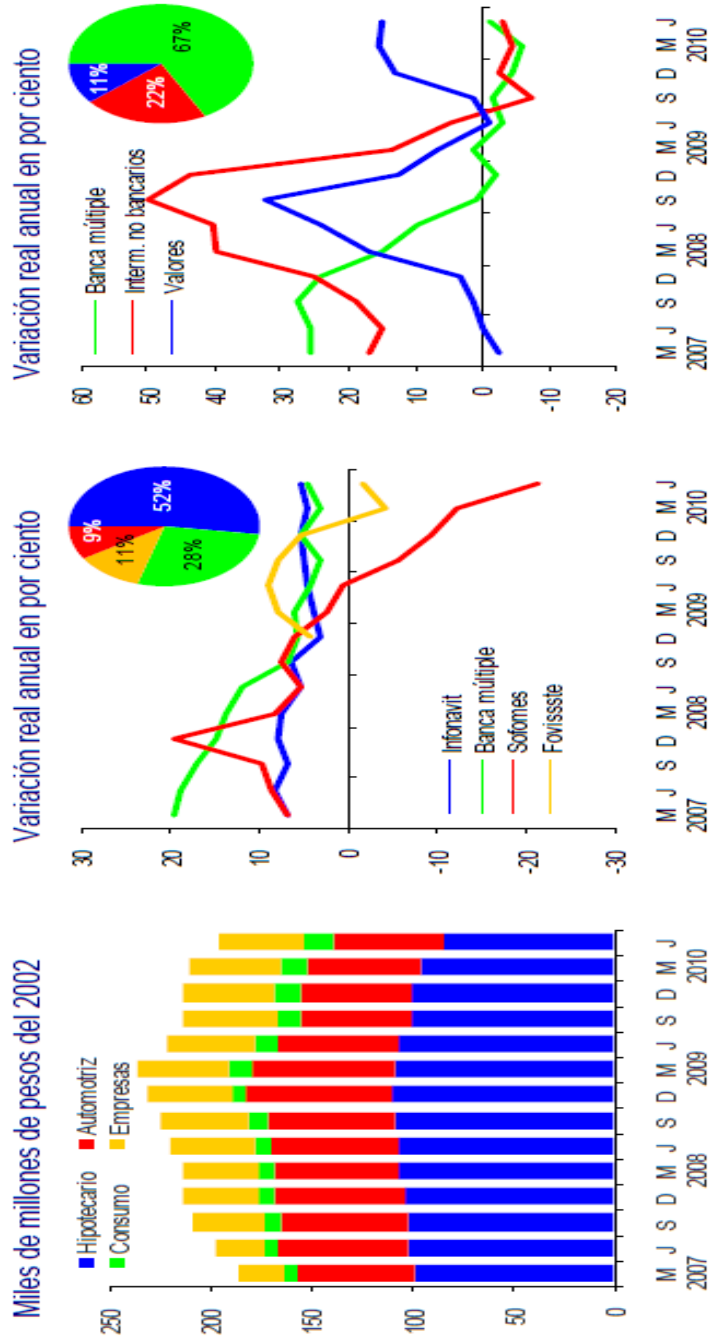 Miles de millones de pesos del 2002
Hipotecario
Automotriz
Consumo
Empresas
250
200
150
100
50
0
M J S D M J S D M J S D M J
2007 2008 2009 2010
Variación real anual en por ciento
30
20
10
0
-10
-20
-30
9%
11%
28%
52%
Infonavit
Banca múltiple
Sofomes
Fovissste
M J S D M J S D M J S D M J
2007 2008 2009 2010
Variación real anual en por ciento
60
50
40
30
20
10
0
-10
-20
Banca múltiple
Interm. no bancarios
Valores
11%
22%
67%
M J S D M J S D M J S D M J
2007 2008 2009 2010